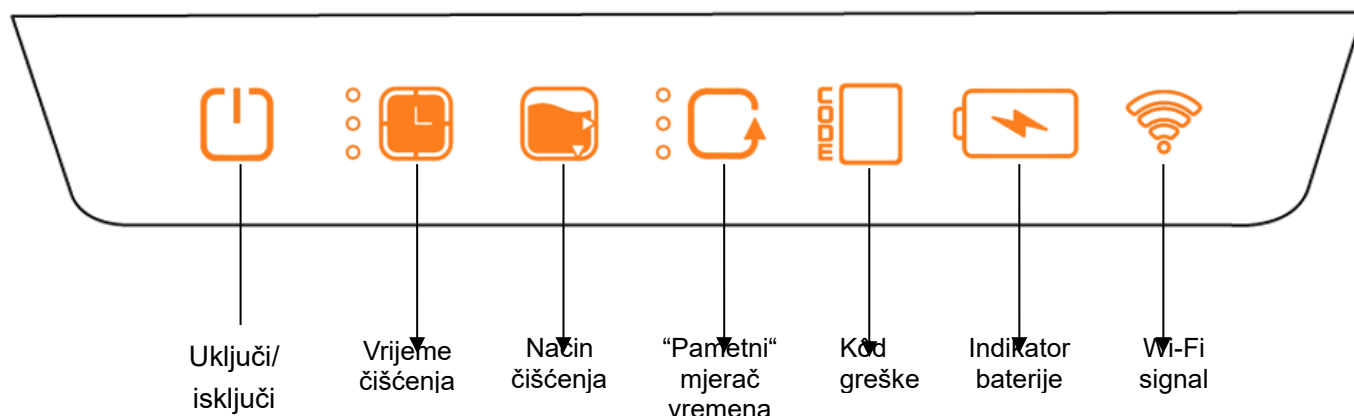 CODE
Uključi/
isključi
Vrijeme
čišćenja
Način
čišćenja
“Pametni“
mjerač
vremena
Kôd
greške
Indikator
baterije
Wi-Fi
signal